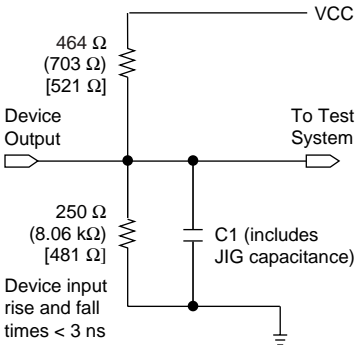 VCC
464 Ω
(703 Ω)
[521 Ω]
Device
Output
To Test
System
250 Ω
(8.06 kΩ)
[481 Ω]
C1 (includes
JIG capacitance)
Device input
rise and fall
times < 3 ns